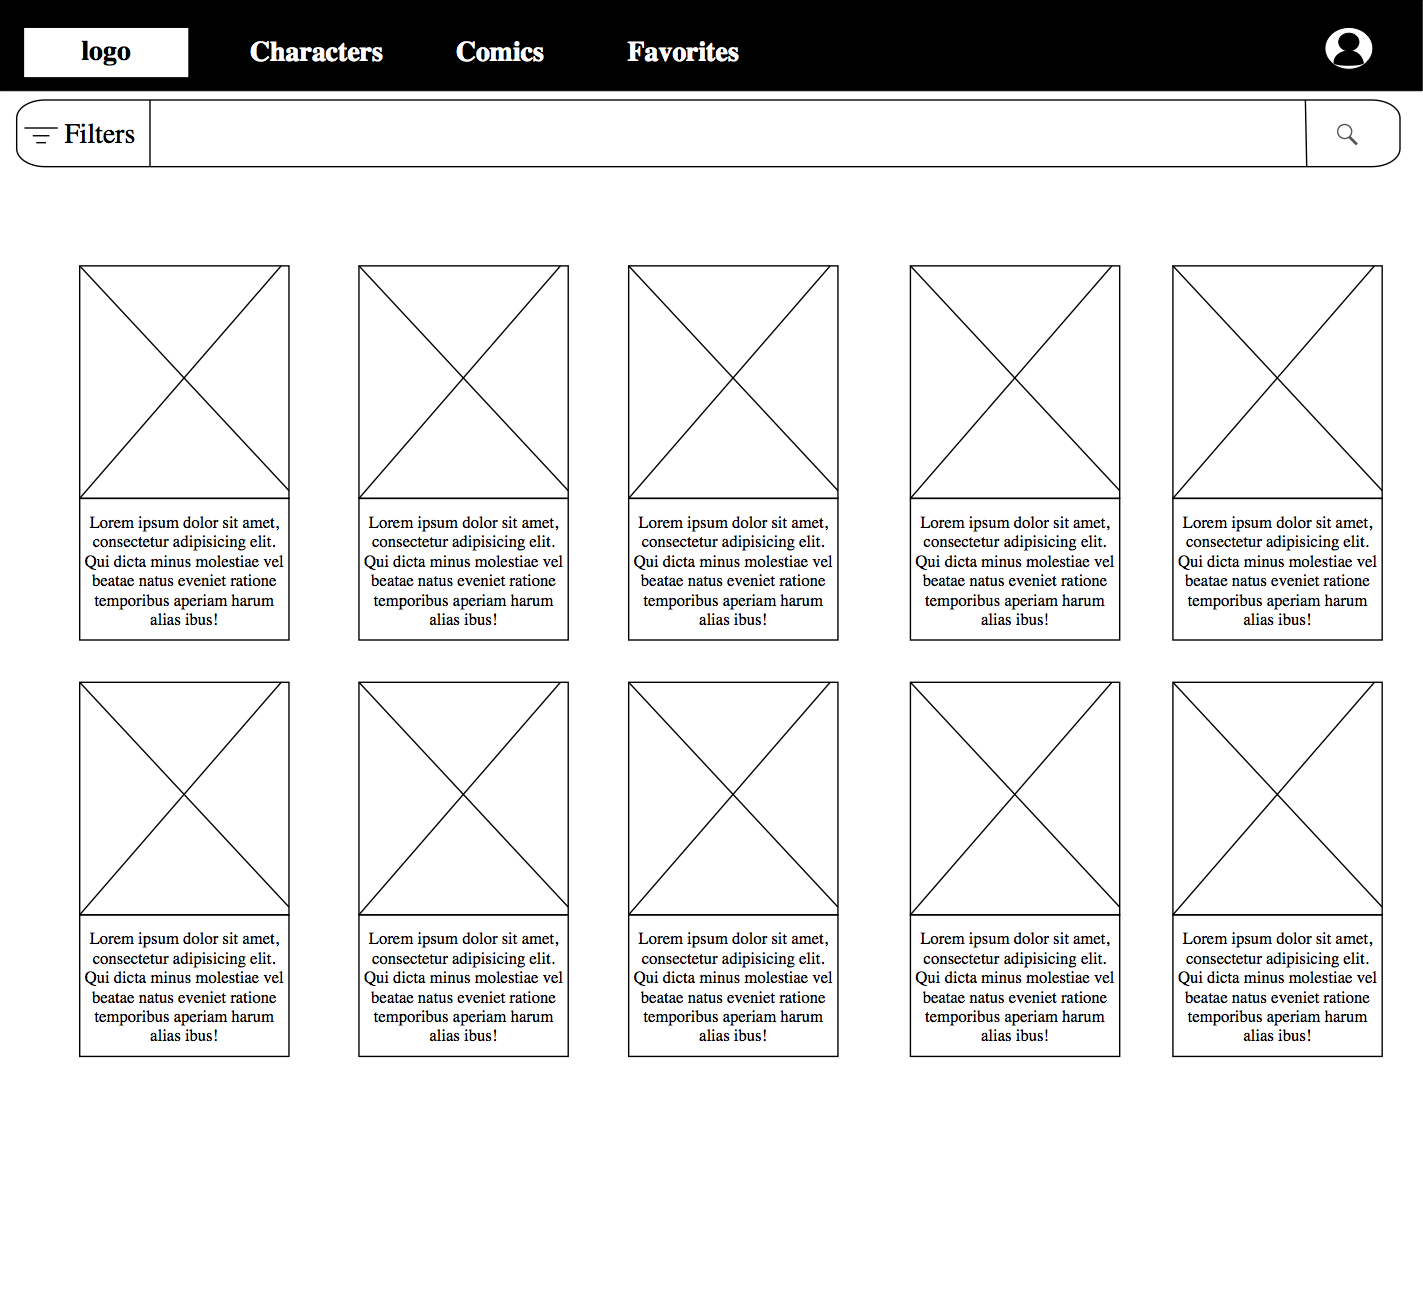 logo Characters Comics Favorites
Filters
Lorem ipsum dolor sit amet,
consectetur adipisicing elit.
Qui dicta minus molestiae vel
beatae natus eveniet ratione
temporibus aperiam harum
alias ibus!
Lorem ipsum dolor sit amet,
consectetur adipisicing elit.
Qui dicta minus molestiae vel
beatae natus eveniet ratione
temporibus aperiam harum
alias ibus!
Lorem ipsum dolor sit amet,
consectetur adipisicing elit.
Qui dicta minus molestiae vel
beatae natus eveniet ratione
temporibus aperiam harum
alias ibus!
Lorem ipsum dolor sit amet,
consectetur adipisicing elit.
Qui dicta minus molestiae vel
beatae natus eveniet ratione
temporibus aperiam harum
alias ibus!
Lorem ipsum dolor sit amet,
consectetur adipisicing elit.
Qui dicta minus molestiae vel
beatae natus eveniet ratione
temporibus aperiam harum
alias ibus!
Lorem ipsum dolor sit amet,
consectetur adipisicing elit.
Qui dicta minus molestiae vel
beatae natus eveniet ratione
temporibus aperiam harum
alias ibus!
Lorem ipsum dolor sit amet,
consectetur adipisicing elit.
Qui dicta minus molestiae vel
beatae natus eveniet ratione
temporibus aperiam harum
alias ibus!
Lorem ipsum dolor sit amet,
consectetur adipisicing elit.
Qui dicta minus molestiae vel
beatae natus eveniet ratione
temporibus aperiam harum
alias ibus!
Lorem ipsum dolor sit amet,
consectetur adipisicing elit.
Qui dicta minus molestiae vel
beatae natus eveniet ratione
temporibus aperiam harum
alias ibus!
Lorem ipsum dolor sit amet,
consectetur adipisicing elit.
Qui dicta minus molestiae vel
beatae natus eveniet ratione
temporibus aperiam harum
alias ibus!